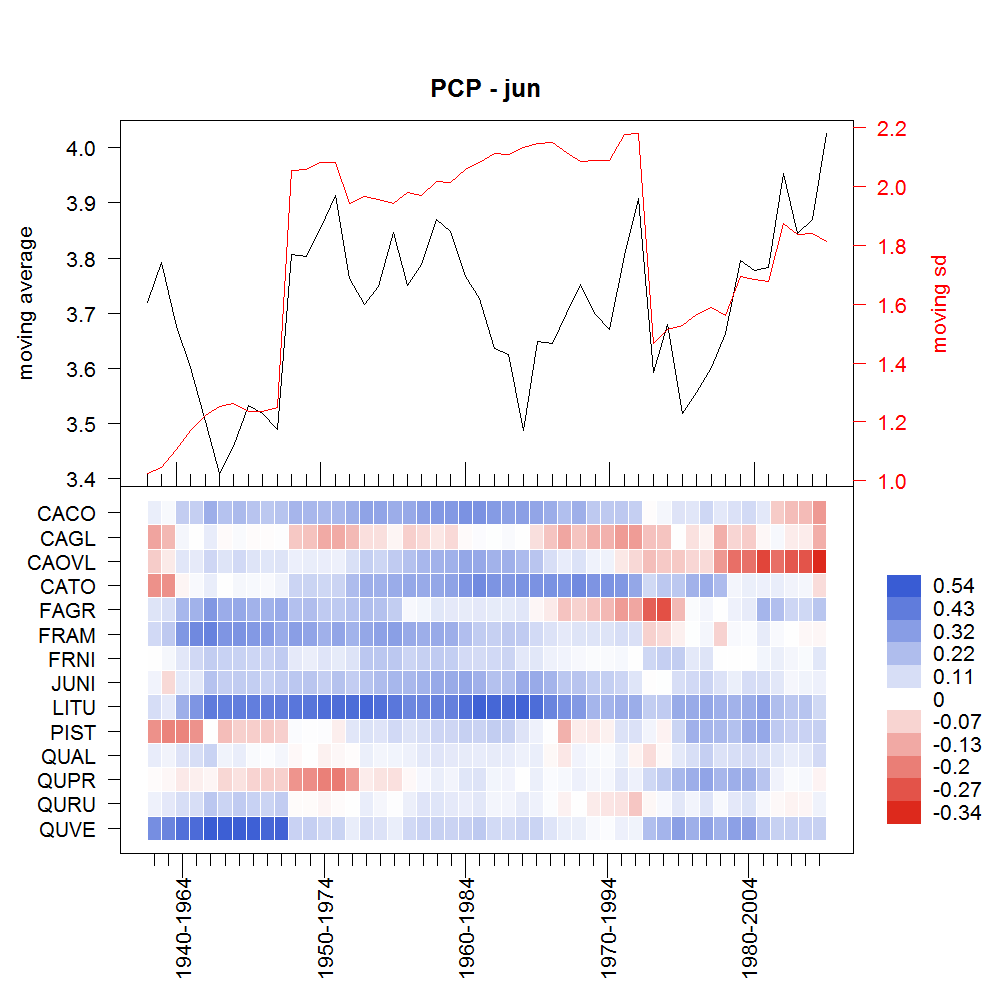 PCP - jun
moving average
4.0
3.9
3.8
3.7
3.6
3.5
3.4
2.2
2.0
1.8
1.6
1.4
1.2
1.0
moving sd
CACO
CAGL
CAOVL
CATO
FAGR
FRAM
FRNI
JUNI
LITU
PIST
QUAL
QUPR
QURU
QUVE
0.54
0.43
0.32
0.22
0.11
0
-0.07
-0.13
-0.2
-0.27
-0.34
1940-1964
1950-1974
1960-1984
1970-1994
1980-2004